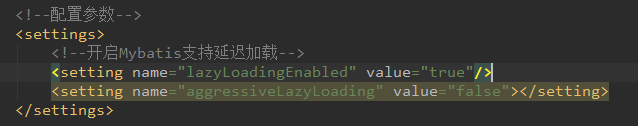 <!--配置参数-->
<settings>
<!--开启Mybatis支持延迟加载-->
<setting name="lazyLoadingEnabled" value="true"/>
<setting name="aggressiveLazyLoading" value="false"></setting>
</settings>